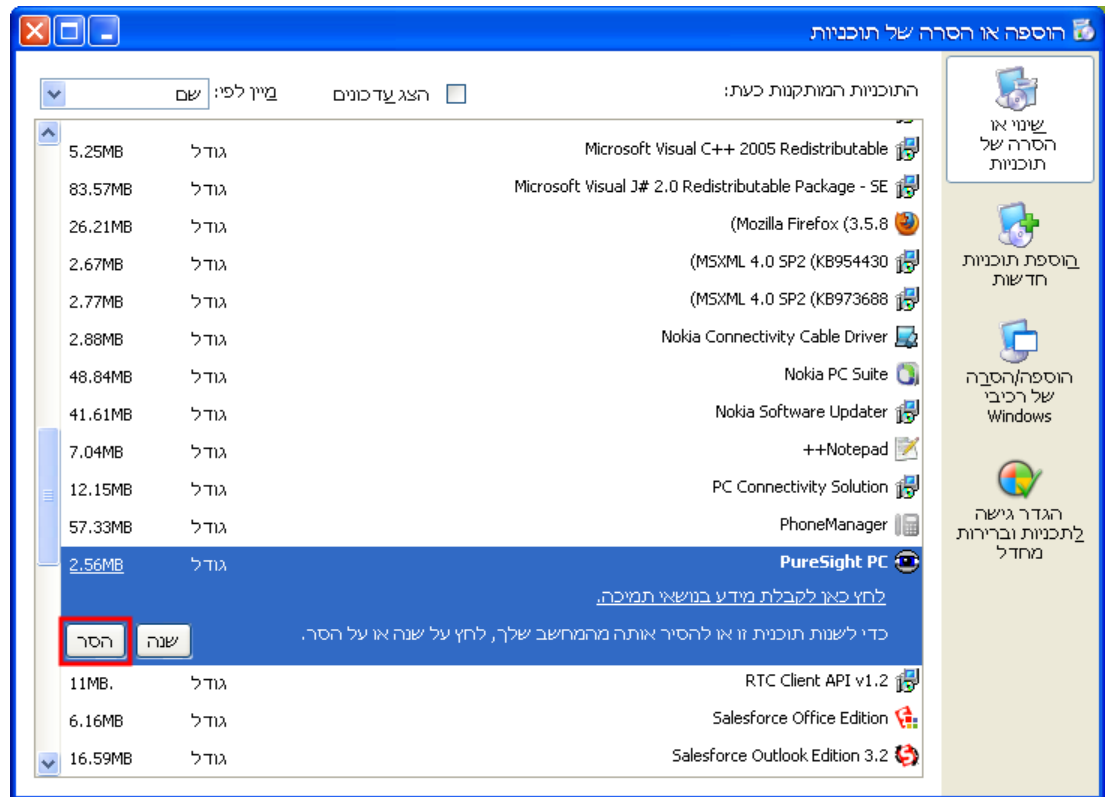 הוספה או הסרה של תוכניות
שינוי או
הסרה של
תוכניות
הוספת תוכניות
חדשות
הוספה/הסרה
של רכיבי
Windows
הגדר גישה
לתכניות וברירות
מחדל
התוכניות המותקנות כעת: הצג עדכונים מיין לפי: שם
Microsoft Visual C++ 2005 Redistributable גודל 5.25MB
Microsoft Visual J# 2.0 Redistributable Package - SE גודל 83.57MB
(Mozilla Firefox (3.5.8 גודל 26.21MB
(MSXML 4.0 SP2 (KB954430 גודל 2.67MB
(MSXML 4.0 SP2 (KB973688 גודל 2.77MB
Nokia Connectivity Cable Driver גודל 2.88MB
Nokia PC Suite גודל 48.84MB
Nokia Software Updater גודל 41.61MB
++Notepad גודל 7.04MB
PC Connectivity Solution גודל 12.15MB
PhoneManager גודל 57.33MB
PureSight PC גודל 2.56MB
לחץ כאן לקבלת מידע בנושאי תמיכה.
כדי לשנות תוכנית זו או להסיר אותה מהמחשב שלך, לחץ על שנה או על הסר. שנה הסר
RTC Client API v1.2 גודל 11MB.
Salesforce Office Edition גודל 6.16MB
Salesforce Outlook Edition 3.2 גודל 16.59MB